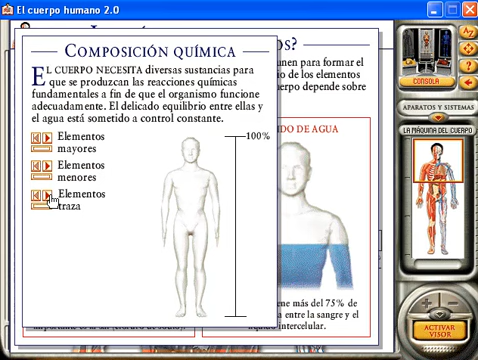 El cuerpo humano 2.0
COMPOSICIÓN QUÍMICA
EL CUERPO NECESITA diversas sustancias para
que se produzcan las reacciones químicas
fundamentales a fin de que el organismo funcione
adecuadamente. El delicado equilibrio entre ellas y
el agua está sometido a control constante.
Elementos
mayores
Elementos
menores
Elementos
traza
100%
os?
unen para formar el
io de los elementos
uerpo depende sobre
IDO DE AGUA
ene más del 75% de
a entre la sangre y el
líquido intercelular.
CONSOLA
APARATOS Y SISTEMAS
LA MÁQUINA DEL CUERPO
ACTIVAR
VISOR